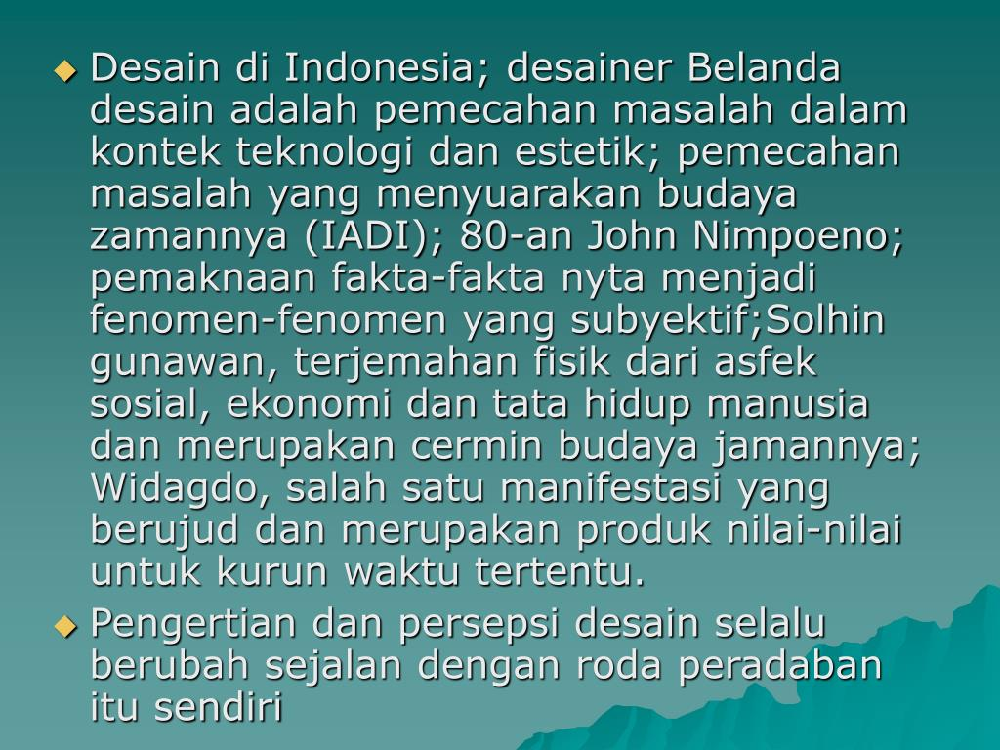 Desain di Indonesia; desainer Belanda
desain adalah pemecahan masalah dalam
kontek teknologi dan estetik; pemecahan
masalah yang menyuarakan budaya
zamannya (IADI); 80-an John Nimpoeno;
pemaknaan fakta-fakta nyta menjadi
fenomen-fenomen yang subyektif;Solhin
gunawan, terjemahan fisik dari asfek
sosial, ekonomi dan tata hidup manusia
dan merupakan cermin budaya jamannya;
Widagdo, salah satu manifestasi yang
berujud dan merupakan produk nilai-nilai
untuk kurun waktu tertentu.
Pengertian dan persepsi desain selalu
berubah sejalan dengan roda peradaban
itu sendiri